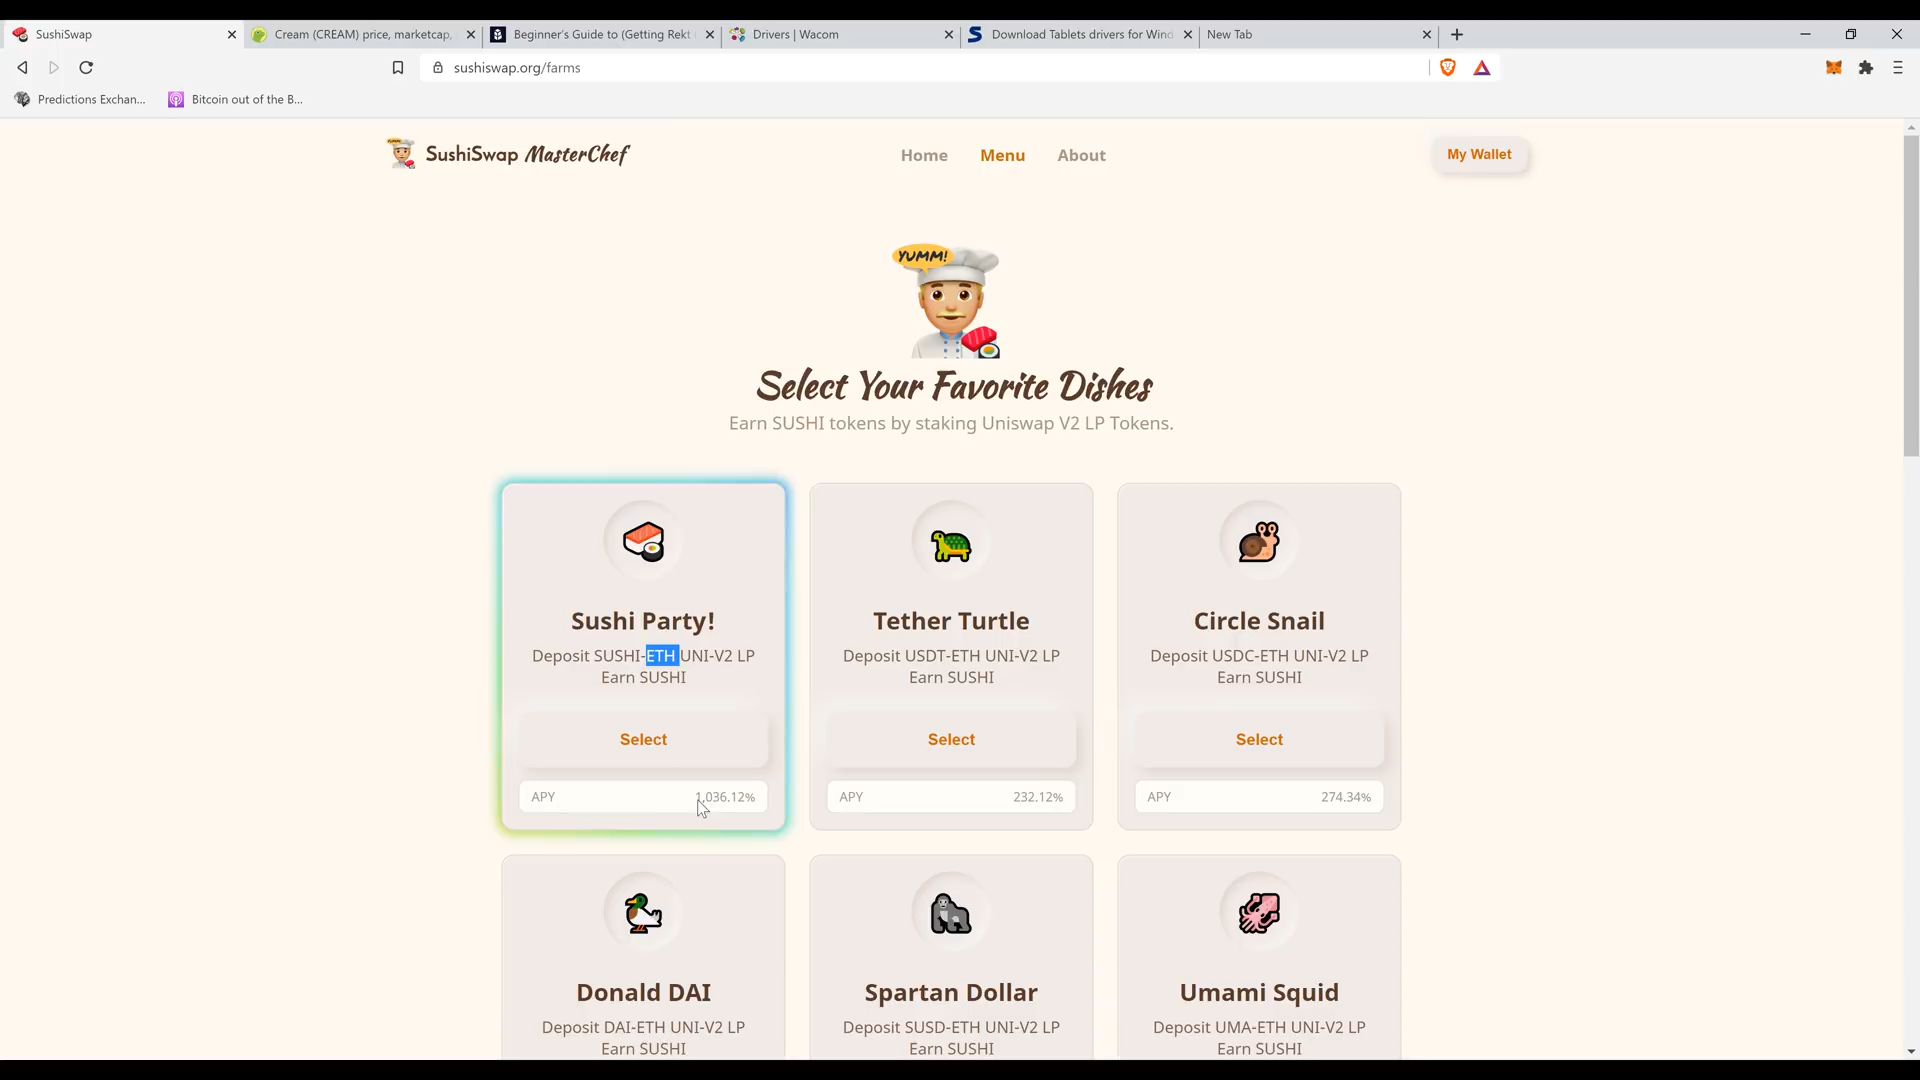 SushiSwap
Cream (CREAM) price, marketcap,
Beginner's Guide to (Getting Rekt
Drivers | Wacom
Download Tablets drivers for Wind
New Tab
sushiswap.org/farms
Predictions Exchan...
Bitcoin out of the B...
SushiSwap MasterChef
Home
Menu
About
My Wallet
YUMM!
Select Your Favorite Dishes
Earn SUSHI tokens by staking Uniswap V2 LP Tokens.
Sushi Party!
Deposit SUSHI-ETH UNI-V2 LP
Earn SUSHI
Select
APY 1,036.12%
Tether Turtle
Deposit USDT-ETH UNI-V2 LP
Earn SUSHI
Select
APY 232.12%
Circle Snail
Deposit USDC-ETH UNI-V2 LP
Earn SUSHI
Select
APY 274.34%
Donald DAI
Deposit DAI-ETH UNI-V2 LP
Earn SUSHI
Spartan Dollar
Deposit SUSD-ETH UNI-V2 LP
Earn SUSHI
Umami Squid
Deposit UMA-ETH UNI-V2 LP
Earn SUSHI